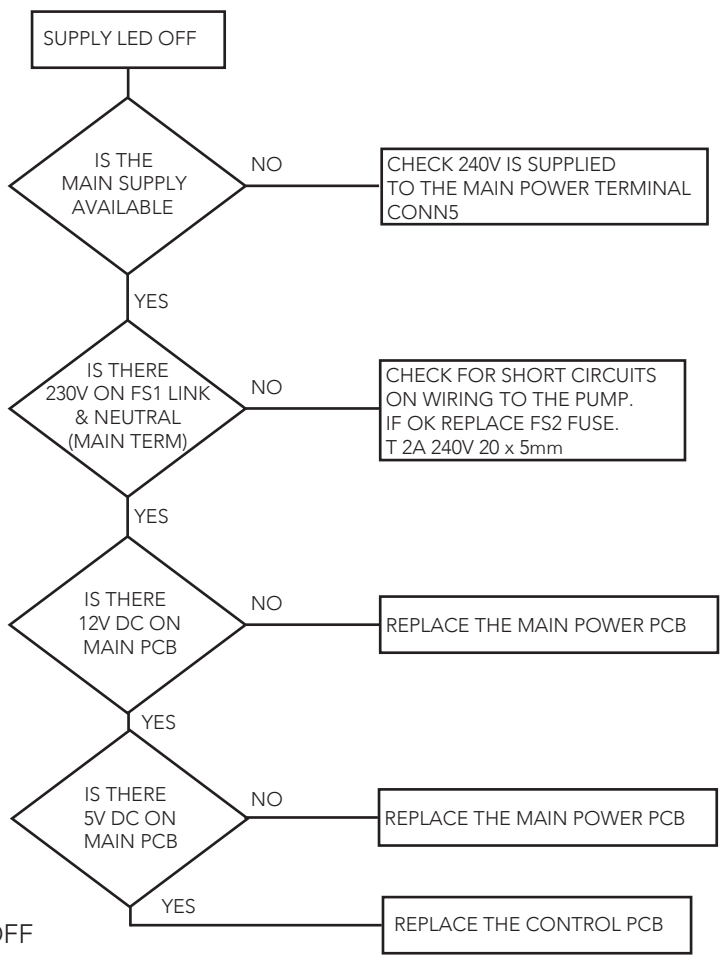 SUPPLY LED OFF
IS THE
MAIN SUPPLY
AVAILABLE
NO
CHECK 240V IS SUPPLIED
TO THE MAIN POWER TERMINAL
CONN5
YES
IS THERE
230V ON FS1 LINK
& NEUTRAL
(MAIN TERM)
NO
CHECK FOR SHORT CIRCUITS
ON WIRING TO THE PUMP.
IF OK REPLACE FS2 FUSE.
T 2A 240V 20 x 5mm
YES
IS THERE
12V DC ON
MAIN PCB
NO
REPLACE THE MAIN POWER PCB
YES
IS THERE
5V DC ON
MAIN PCB
NO
REPLACE THE MAIN POWER PCB
YES
REPLACE THE CONTROL PCB